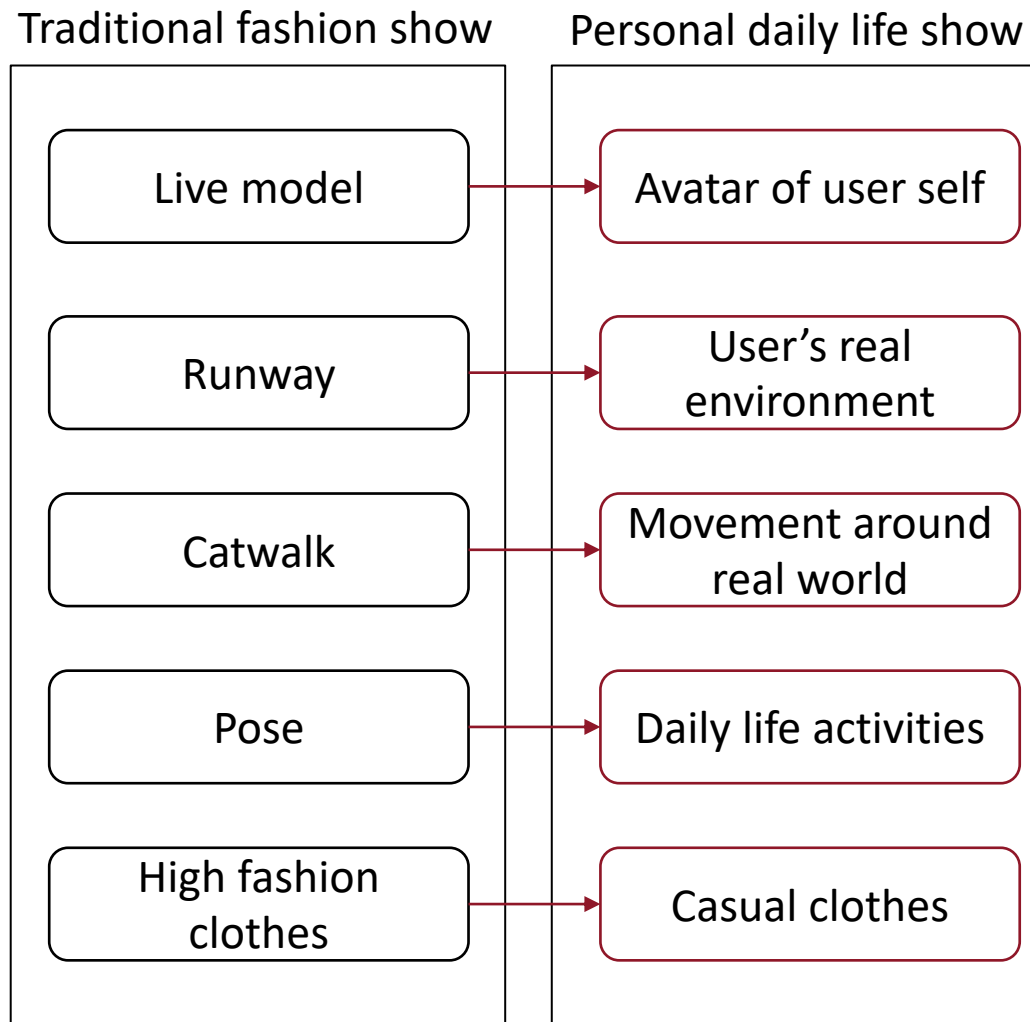 Traditional fashion show
Personal daily life show
Live model
Avatar of user self
Runway
User’s real
environment
Catwalk
Movement around
real world
Pose
Daily life activities
High fashion
clothes
Casual clothes